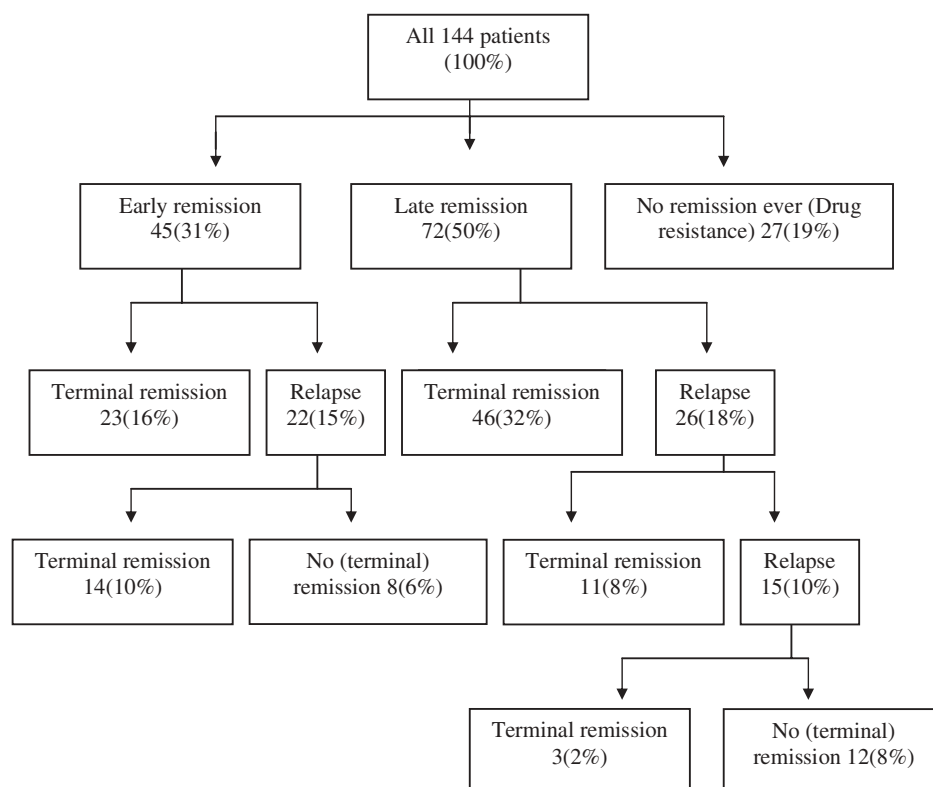 All 144 patients
(100%)
Early remission
45(31%)
Late remission
72(50%)
No remission ever (Drug
resistance) 27(19%)
Terminal remission
23(16%)
Relapse
22(15%)
Terminal remission
46(32%)
Relapse
26(18%)
Terminal remission
14(10%)
No (terminal)
remission 8(6%)
Terminal remission
11(8%)
Relapse
15(10%)
Terminal remission
3(2%)
No (terminal)
remission 12(8%)